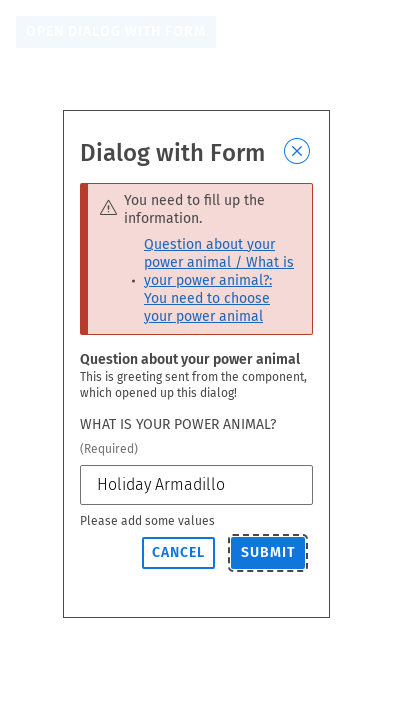 OPEN DIALOG WITH FORM
Dialog with Form
You need to fill up the
information.
Question about your
power animal / What is
your power animal?:
You need to choose
your power animal
Question about your power animal
This is greeting sent from the component,
which opened up this dialog!
WHAT IS YOUR POWER ANIMAL?
(Required)
Holiday Armadillo
Please add some values
CANCEL SUBMIT